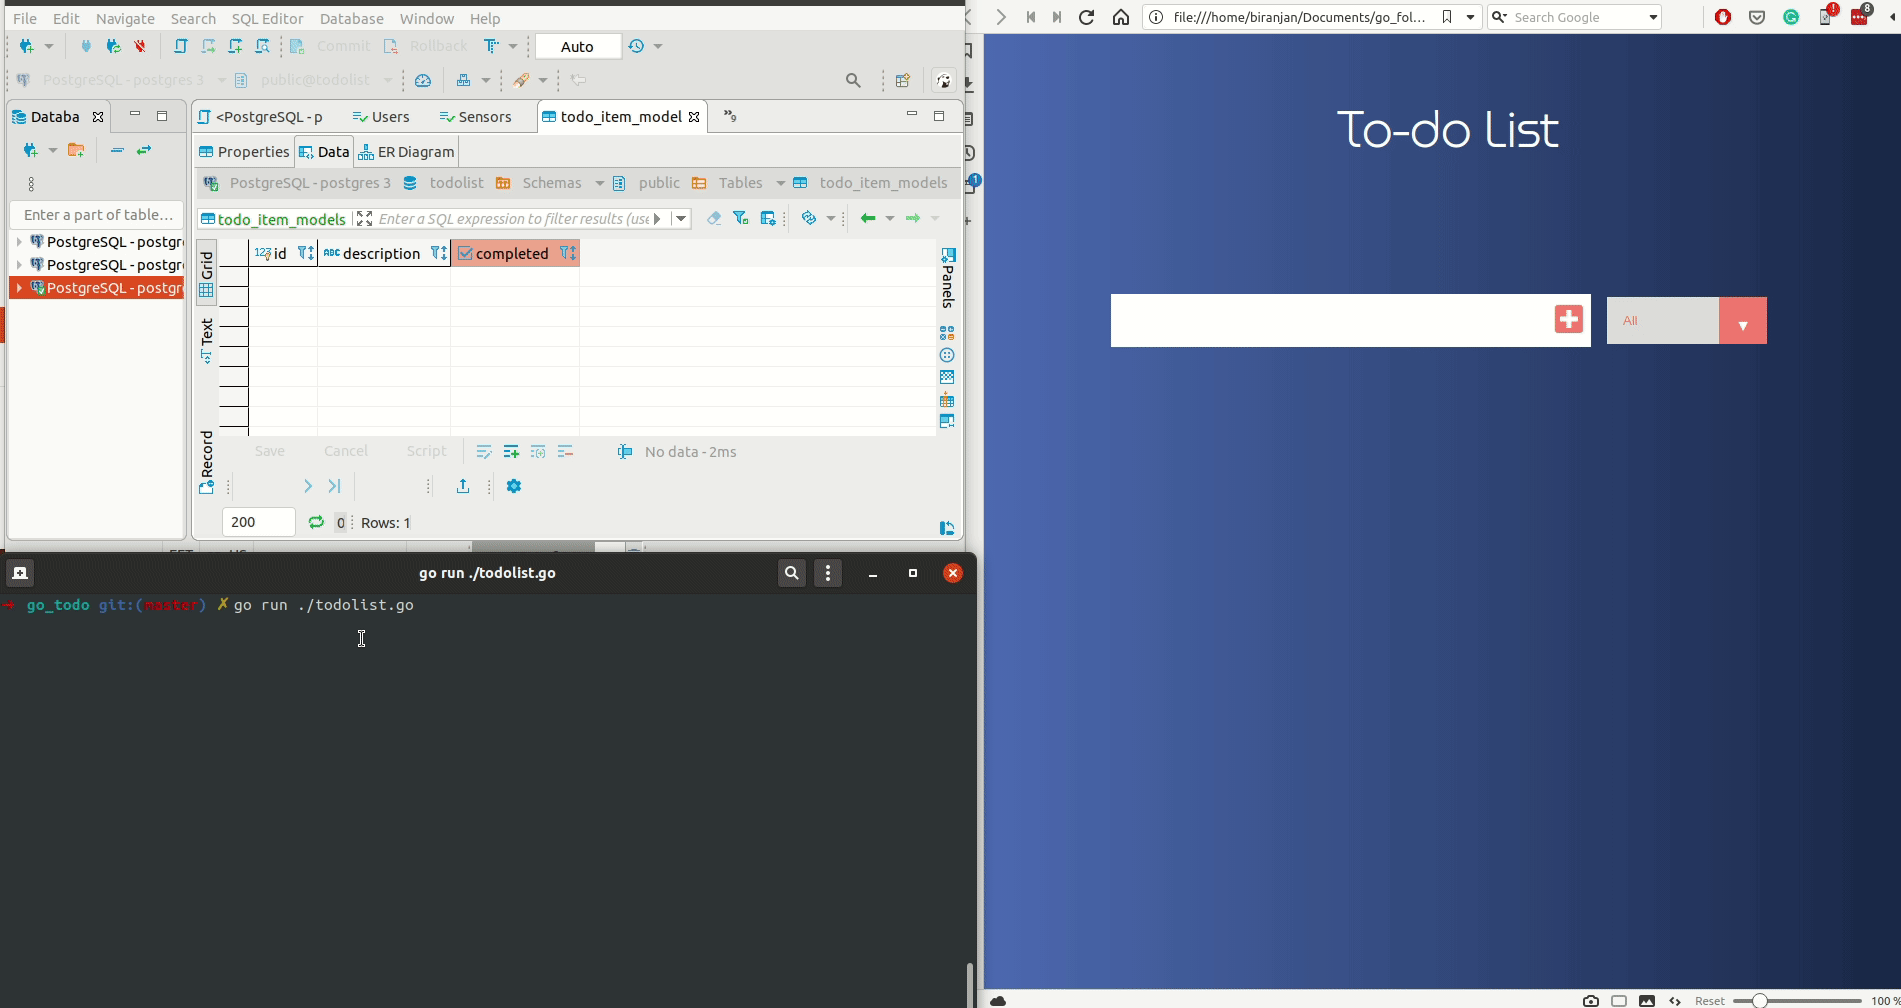 File Edit Navigate Search SQL Editor Database Window Help
Commit Rollback Auto
PostgreSQL - postgres 3 public@todolist
Databa
<PostgreSQL - p Users Sensors todo_item_model »9
Properties Data ER Diagram
PostgreSQL - postgres 3 todolist Schemas public Tables todo_item_models
Enter a part of table...
todo_item_models Enter a SQL expression to filter results (use
PostgreSQL - postgr
PostgreSQL - postgr
PostgreSQL - postgr
123 id ABC description completed
Grid
Text
Record
Panels
Save Cancel Script No data - 2ms
200 0 Rows: 1
go run ./todolist.go
→ go_todo git:(master) ✗ go run ./todolist.go
file:///home/biranjan/Documents/go_fol... Search Google
! 8
1
To-do List
All
Reset 100 %